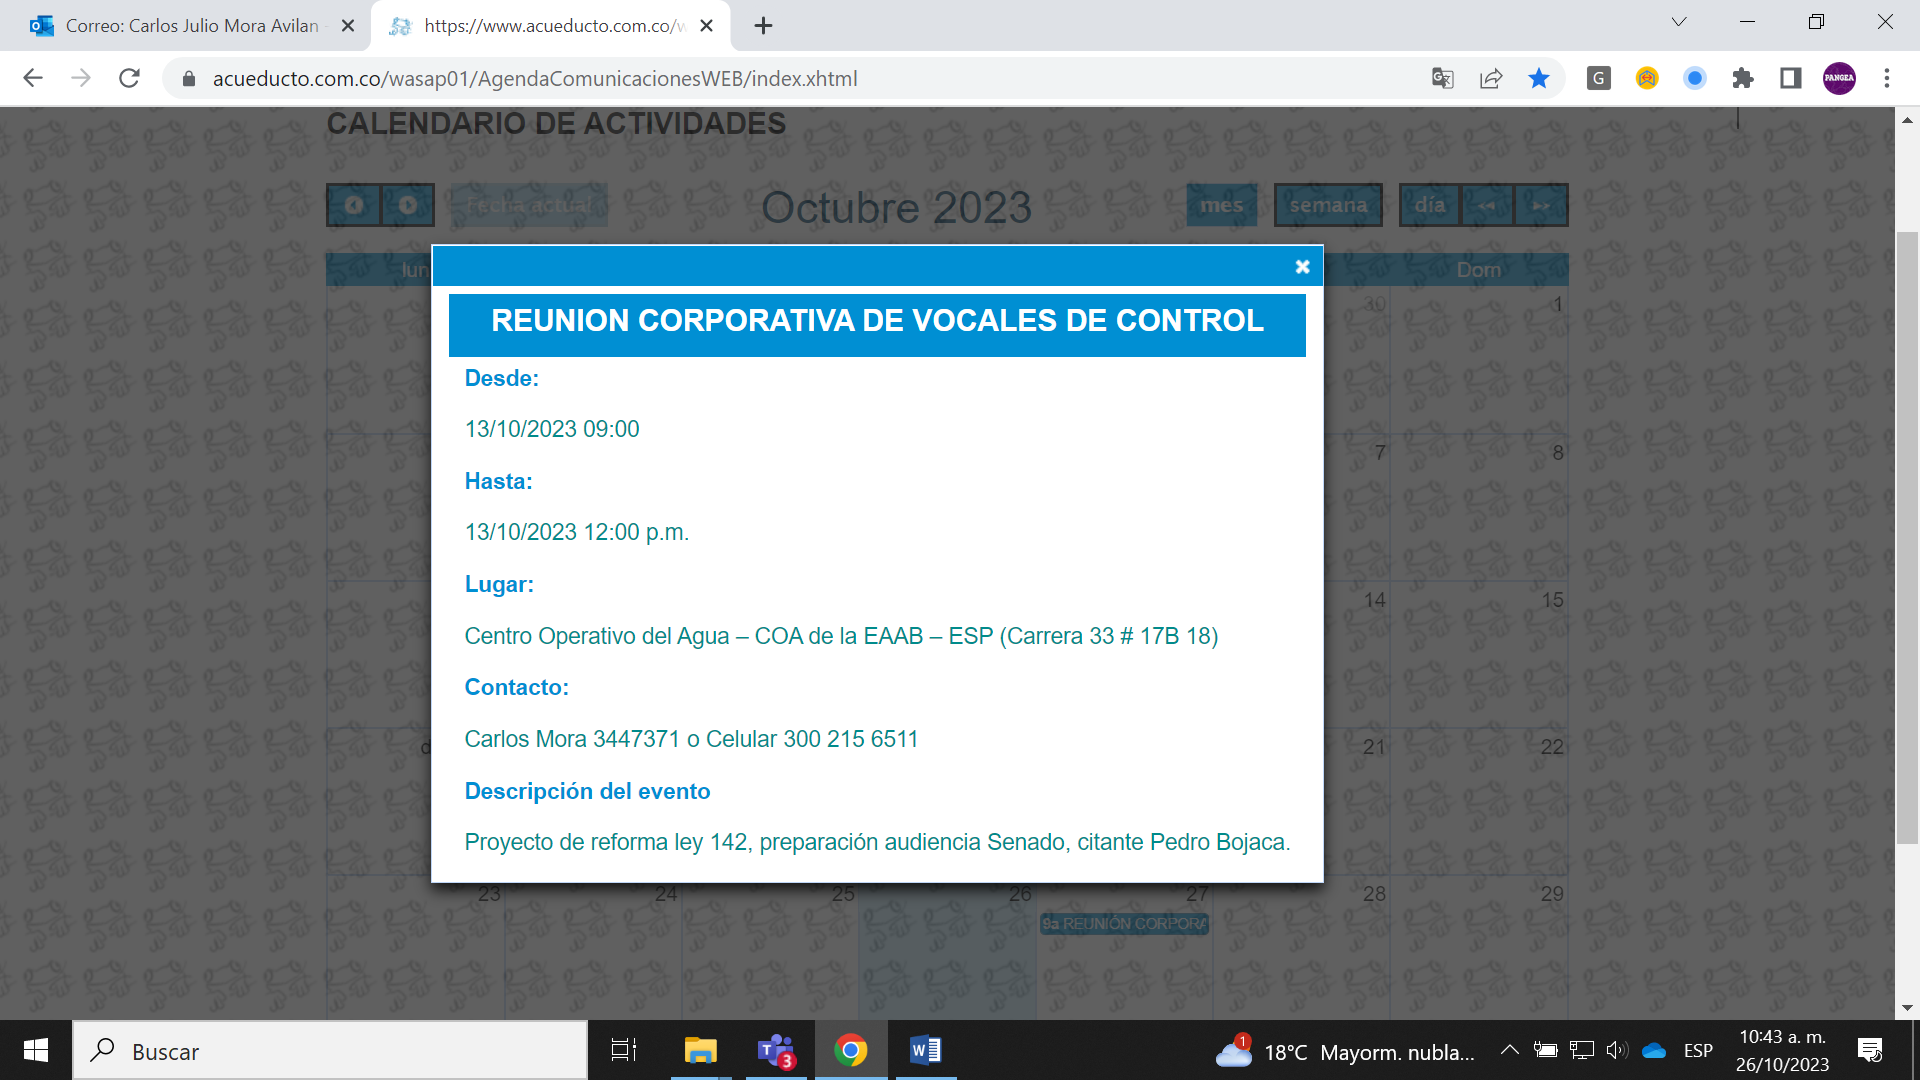 Correo: Carlos Julio Mora Avilan
https://www.acueducto.com.co/w
acueducto.com.co/wasap01/AgendaComunicacionesWEB/index.xhtml
G
PANGEA
CALENDARIO DE ACTIVIDADES
Fecha actual
Octubre 2023
mes
semana
día
lun
Dom
30
1
REUNION CORPORATIVA DE VOCALES DE CONTROL
Desde:
13/10/2023 09:00
7
8
Hasta:
13/10/2023 12:00 p.m.
Lugar:
14
15
Centro Operativo del Agua – COA de la EAAB – ESP (Carrera 33 # 17B 18)
Contacto:
Carlos Mora 3447371 o Celular 300 215 6511
21
22
Descripción del evento
Proyecto de reforma ley 142, preparación audiencia Senado, citante Pedro Bojaca.
23
24
25
26
27
28
29
9a REUNIÓN CORPORA
Buscar
3
1
18°C Mayorm. nubla...
ESP
10:43 a. m.
26/10/2023